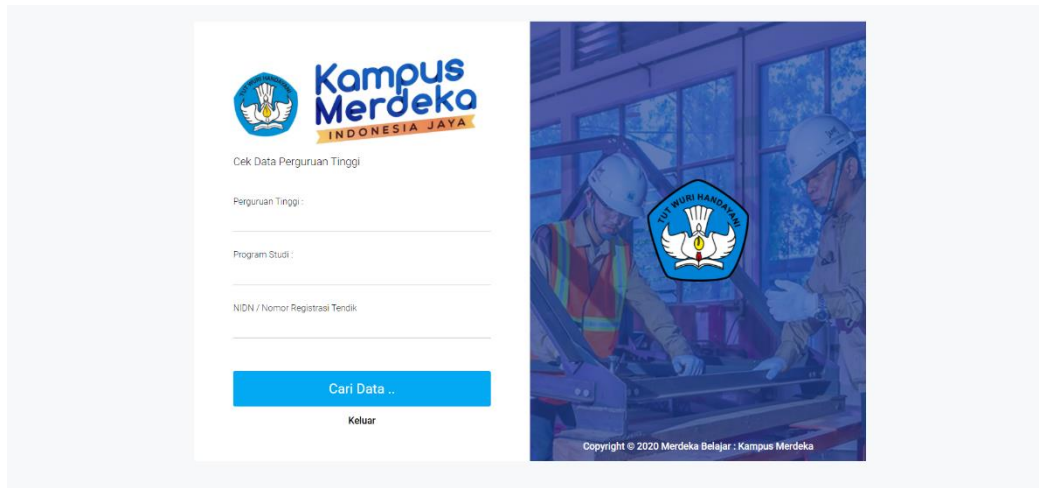 TUT WURI HANDAYANI
Kampus
Merdeka
INDONESIA JAYA
Cek Data Perguruan Tinggi
Perguruan Tinggi :
Program Studi :
NIDN / Nomor Registrasi Tendik
Cari Data ..
Keluar
TUT WURI HANDAYANI
Copyright © 2020 Merdeka Belajar : Kampus Merdeka